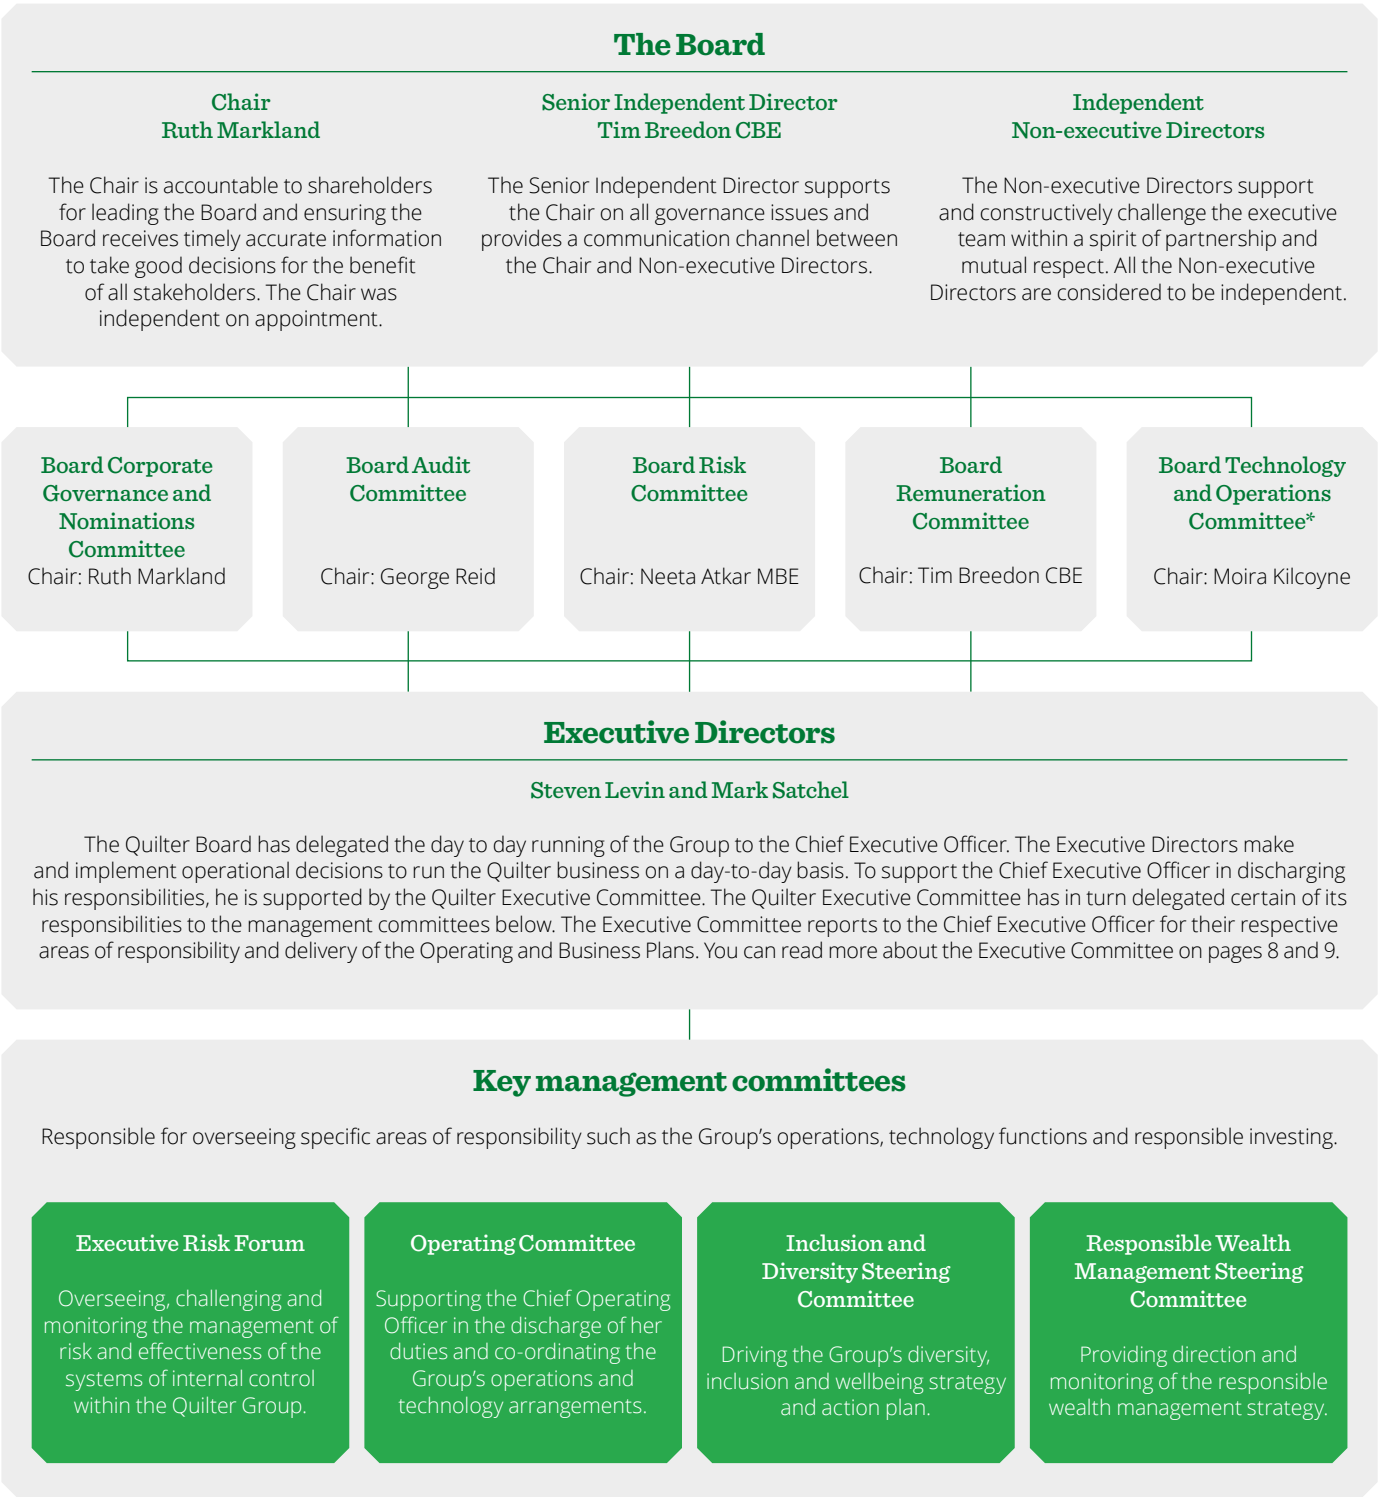 The Board
Chair
Ruth Markland
The Chair is accountable to shareholders
for leading the Board and ensuring the
Board receives timely accurate information
to take good decisions for the benefit
of all stakeholders. The Chair was
independent on appointment.
Senior Independent Director
Tim Breedon CBE
The Senior Independent Director supports
the Chair on all governance issues and
provides a communication channel between
the Chair and Non-executive Directors.
Independent
Non-executive Directors
The Non-executive Directors support
and constructively challenge the executive
team within a spirit of partnership and
mutual respect. All the Non-executive
Directors are considered to be independent.
Board Corporate
Governance and
Nominations
Committee
Chair: Ruth Markland
Board Audit
Committee
Chair: George Reid
Board Risk
Committee
Chair: Neeta Atkar MBE
Board
Remuneration
Committee
Chair: Tim Breedon CBE
Board Technology
and Operations
Committee*
Chair: Moira Kilcoyne
Executive Directors
Steven Levin and Mark Satchel
The Quilter Board has delegated the day to day running of the Group to the Chief Executive Officer. The Executive Directors make
and implement operational decisions to run the Quilter business on a day-to-day basis. To support the Chief Executive Officer in discharging
his responsibilities, he is supported by the Quilter Executive Committee. The Quilter Executive Committee has in turn delegated certain of its
responsibilities to the management committees below. The Executive Committee reports to the Chief Executive Officer for their respective
areas of responsibility and delivery of the Operating and Business Plans. You can read more about the Executive Committee on pages 8 and 9.
Key management committees
Responsible for overseeing specific areas of responsibility such as the Group's operations, technology functions and responsible investing.
Executive Risk Forum
Overseeing, challenging and
monitoring the management of
risk and effectiveness of the
systems of internal control
within the Quilter Group.
Operating Committee
Supporting the Chief Operating
Officer in the discharge of her
duties and co-ordinating the
Group's operations and
technology arrangements.
Inclusion and
Diversity Steering
Committee
Driving the Group's diversity,
inclusion and wellbeing strategy
and action plan.
Responsible Wealth
Management Steering
Committee
Providing direction and
monitoring of the responsible
wealth management strategy.